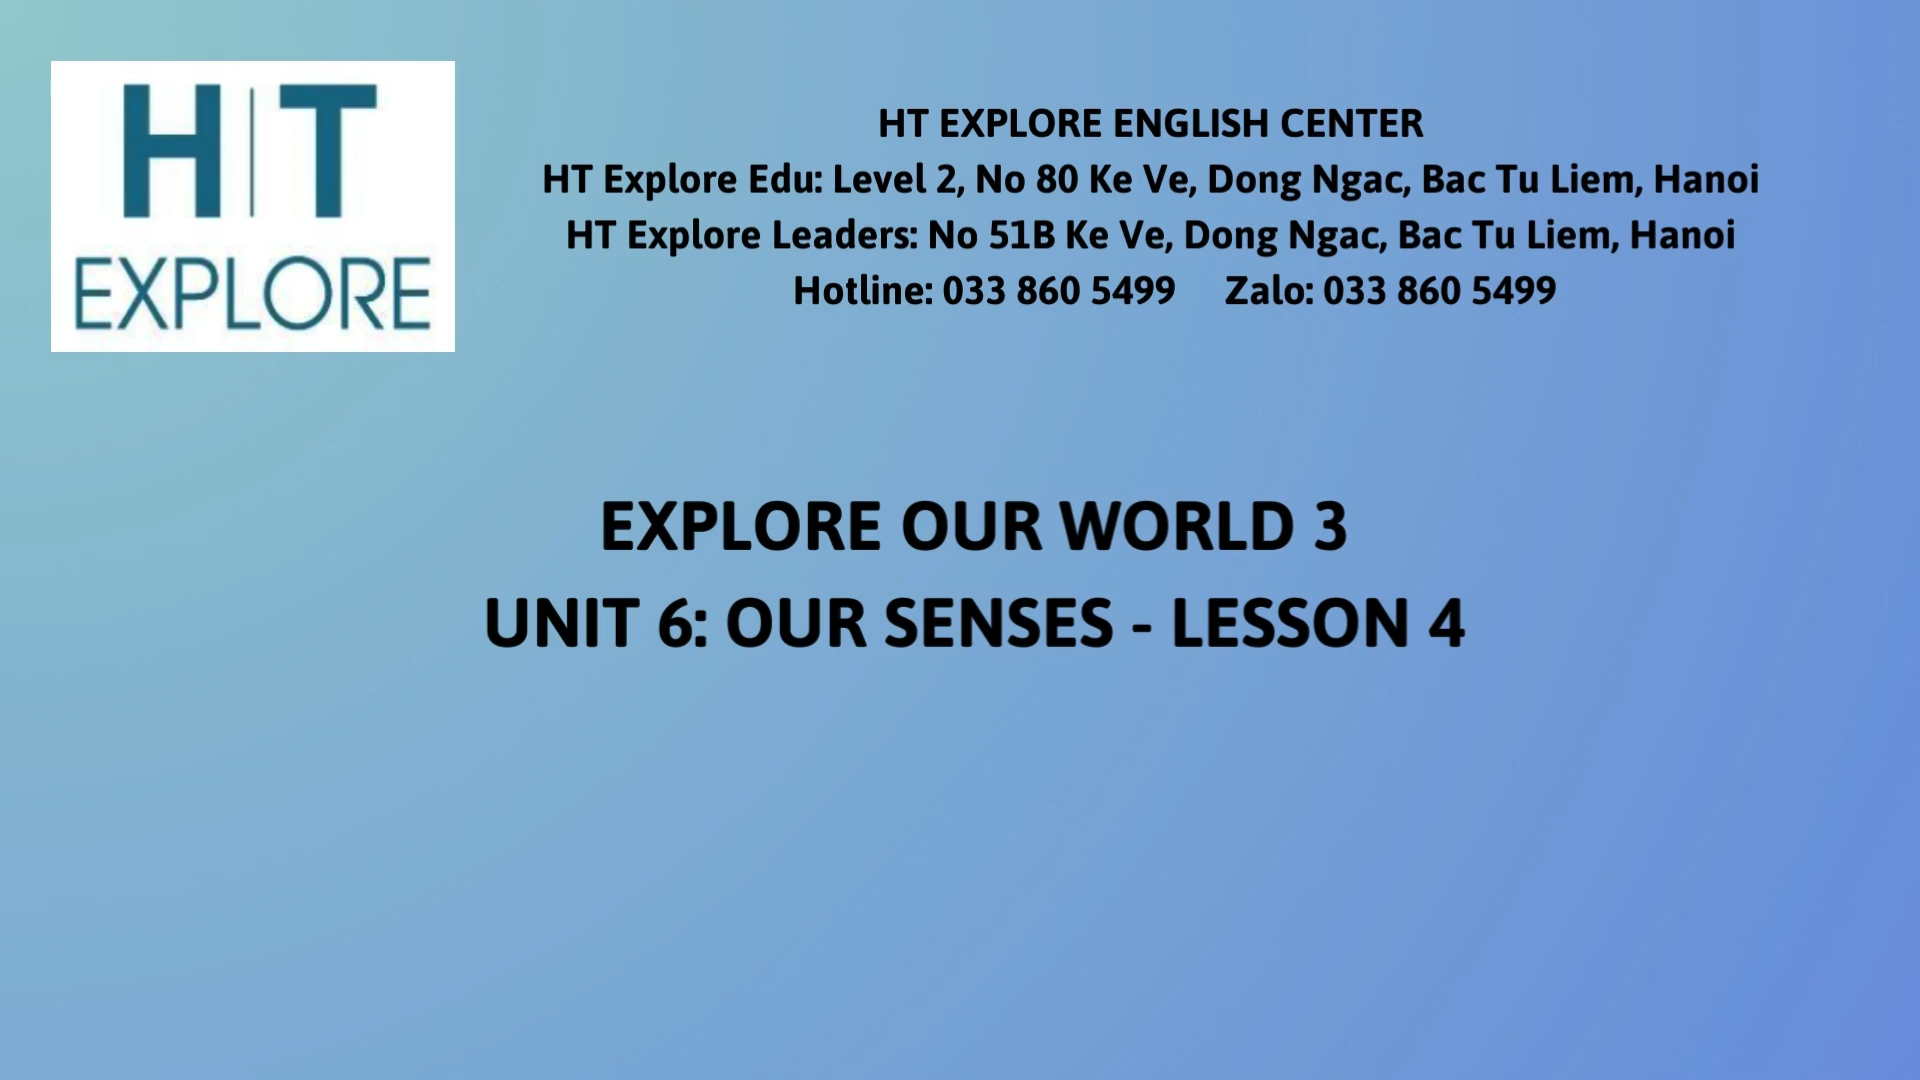 H|T
EXPLORE
HT EXPLORE ENGLISH CENTER
HT Explore Edu: Level 2, No 80 Ke Ve, Dong Ngac, Bac Tu Liem, Hanoi
HT Explore Leaders: No 51B Ke Ve, Dong Ngac, Bac Tu Liem, Hanoi
Hotline: 033 860 5499 Zalo: 033 860 5499
EXPLORE OUR WORLD 3
UNIT 6: OUR SENSES - LESSON 4